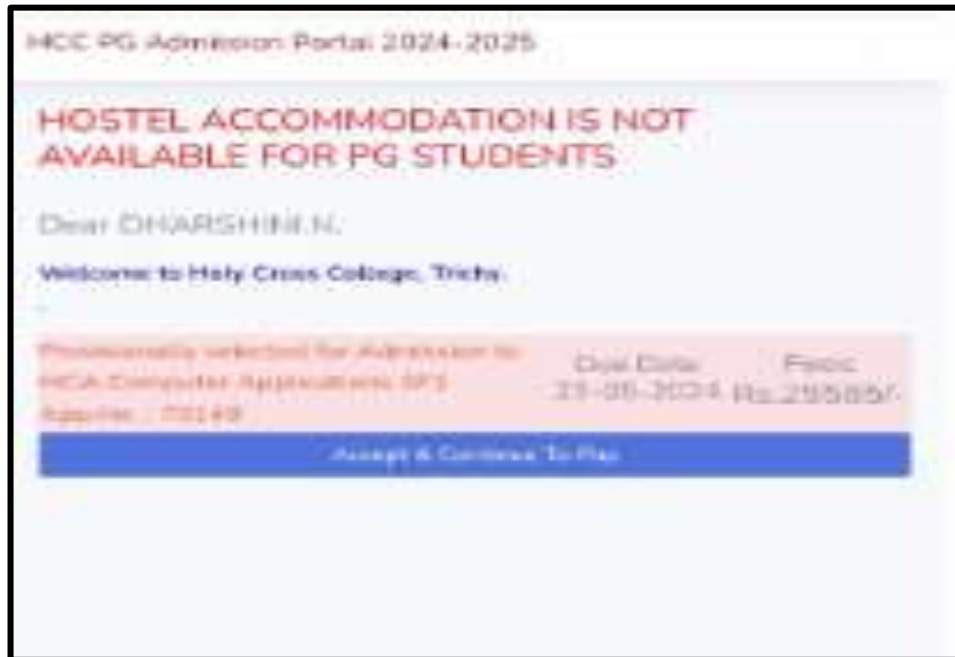 HCC PG Admission Portal 2024-2025
HOSTEL ACCOMMODATION IS NOT
AVAILABLE FOR PG STUDENTS
Dear DHARSHINI.N,
Welcome to Holy Cross College, Trichy.
Provisionally selected for Admission to
MCA Computer Applications SF1
Due Date
Fees:
Accept & Continue To Pay